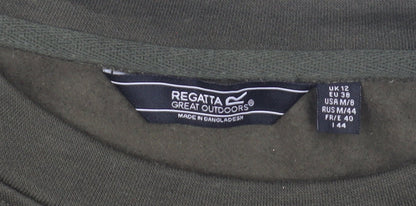 REGATTA
GREAT OUTDOORS®
MADE IN BANGLADESH
UK 12
EU 38
USA M/8
RUS M/44
FR/E 40
I 44